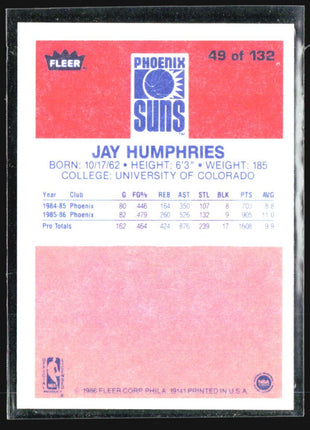 FLEER
PHOENIX
SUNS
49 of 132
JAY HUMPHRIES
BORN: 10/17/62 • HEIGHT: 6'3" • WEIGHT: 185
COLLEGE: UNIVERSITY OF COLORADO
Year Club G FG% REB AST STL BLK PTS AVG
1984-85 Phoenix 80 .446 164 350 107 8 703 8.8
1985-86 Phoenix 82 .479 260 526 132 9 905 11.0
Pro Totals 162 .464 424 876 239 17 1608 9.9
NBA
© 1986 FLEER CORP. PHILA. 19141 PRINTED IN U.S.A.